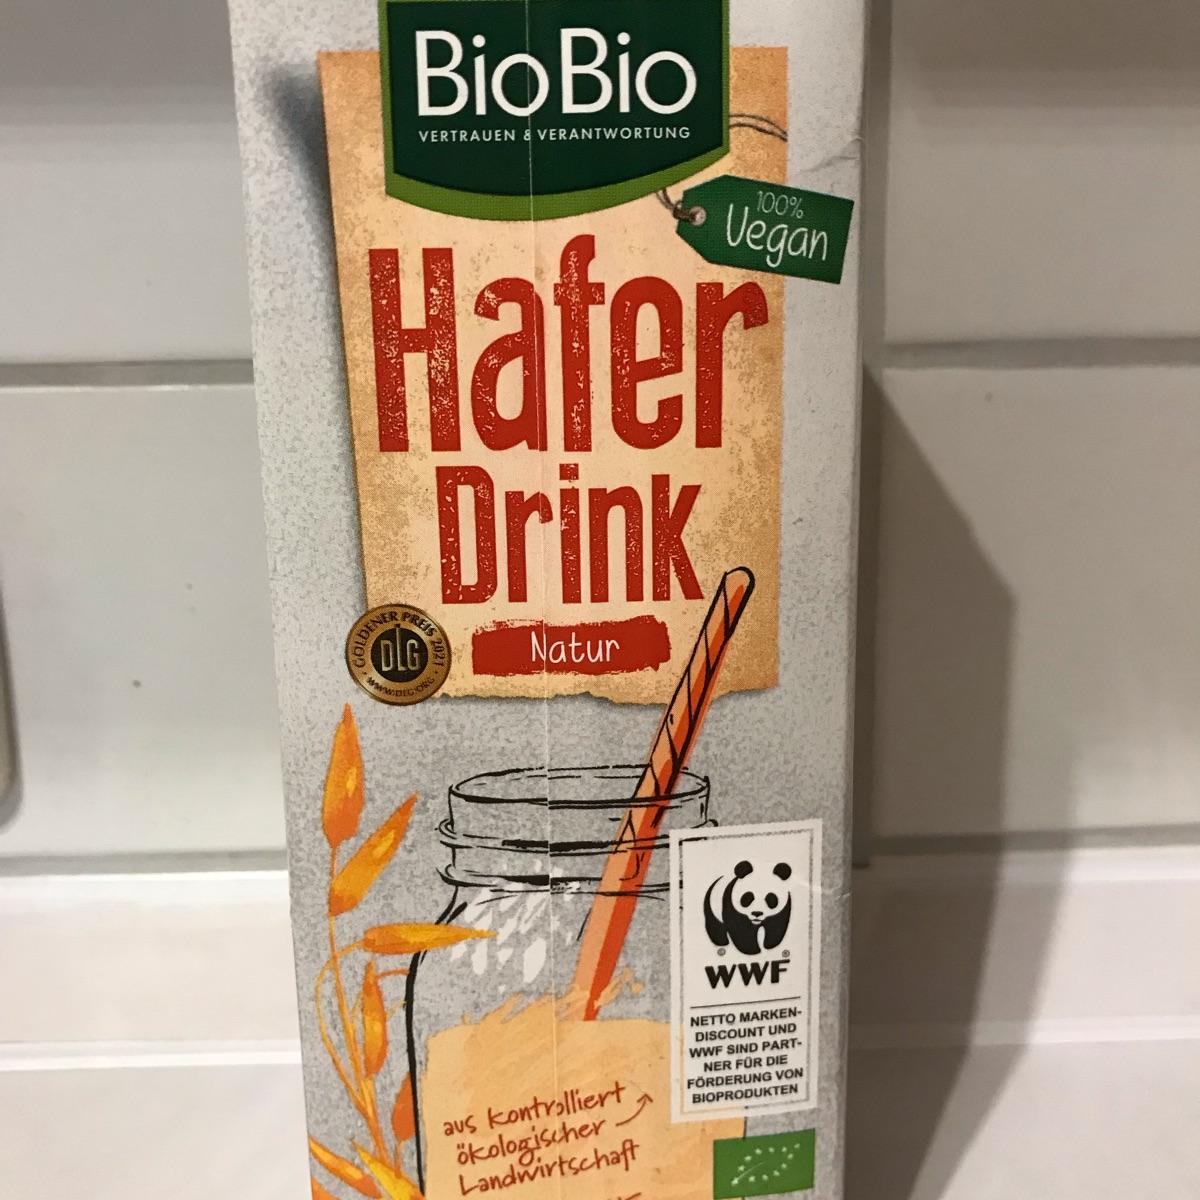 BioBio
VERTRAUEN & VERANTWORTUNG
100%
Vegan
Hafer
Drink
Natur
GOLDENER PREIS 2021
DLG
WWW.DLG.ORG
WWF
NETTO MARKEN-
DISCOUNT UND
WWF SIND PART-
NER FÜR DIE
FÖRDERUNG VON
BIOPRODUKTEN
aus kontrolliert
ökologischer
Landwirtschaft